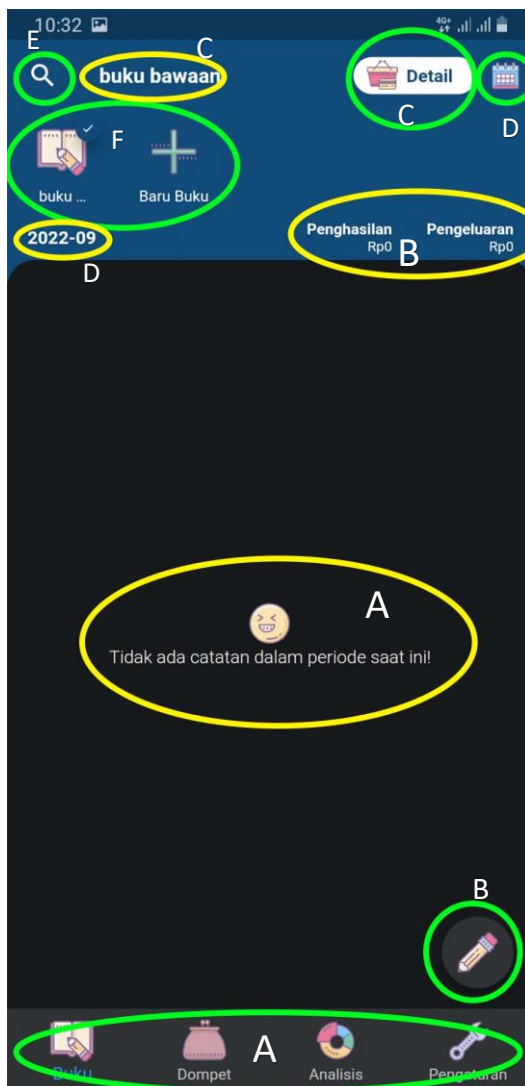 10:32
4G+
E
C
buku bawaan
Detail
C
D
F
buku ...
Baru Buku
2022-09
D
Penghasilan
Pengeluaran
Rp0
B
Rp0
A
Tidak ada catatan dalam periode saat ini!
B
A
Buku
Dompet
Analisis
Pengaturan